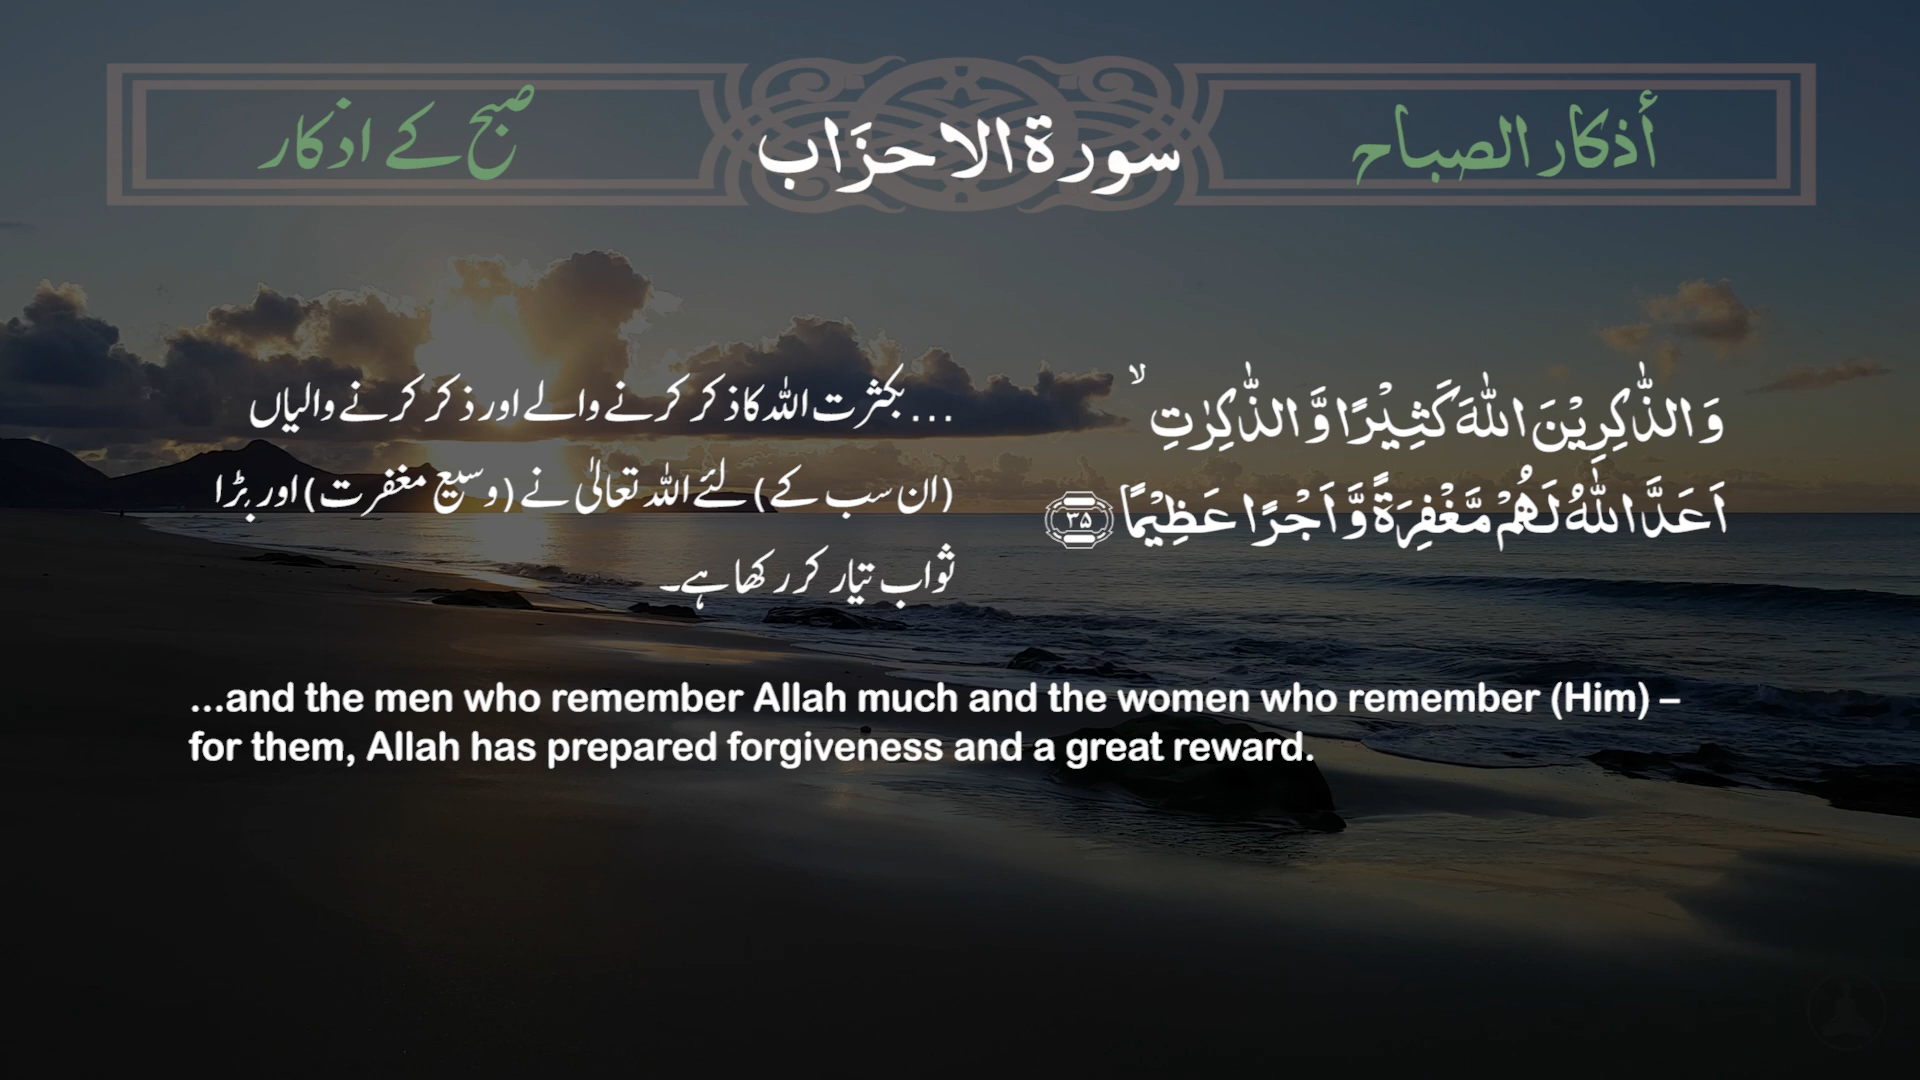 أذكار الصباح
سورة الاحزَاب
صبح کے اذکار
وَالذّٰكِرِيْنَ اللّٰهَ كَثِيْرًا وَّالذّٰكِرٰتِ ۙ
اَعَدَّ اللّٰهُ لَهُمْ مَّغْفِرَةً وَّاَجْرًا عَظِيْمًا ۳۵
...بکثرت اللہ کا ذکر کرنے والے اور ذکر کرنے والیاں
(ان سب کے) لئے اللہ تعالیٰ نے (وسیع مغفرت) اور بڑا
ثواب تیار کر رکھا ہے۔
...and the men who remember Allah much and the women who remember (Him) –
for them, Allah has prepared forgiveness and a great reward.